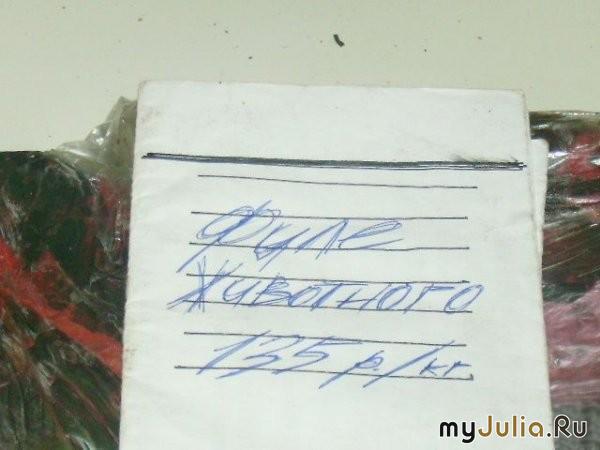 Филе
животного
135 р./кг.
myJulia.Ru